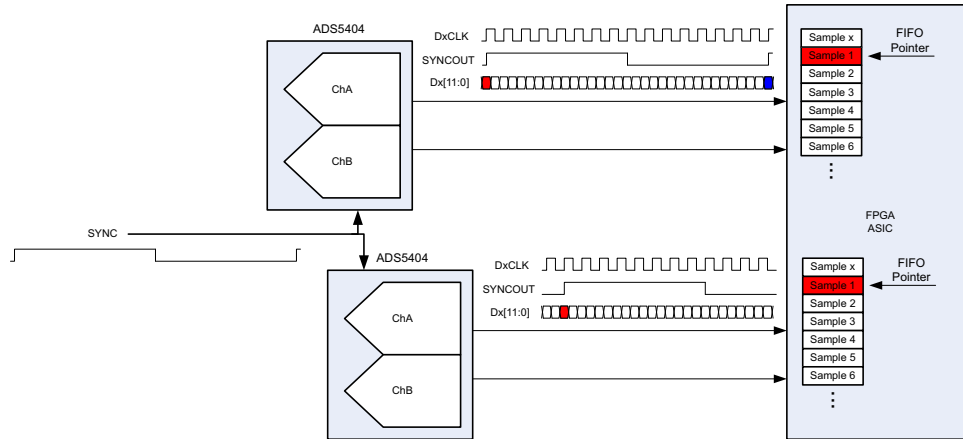 ADS5404
DxCLK
SYNCOUT
Dx[11:0]
ChA
ChB
Sample x
Sample 1
Sample 2
Sample 3
Sample 4
Sample 5
Sample 6
FIFO
Pointer
SYNC
FPGA
ASIC
ADS5404
DxCLK
SYNCOUT
Dx[11:0]
ChA
ChB
Sample x
Sample 1
Sample 2
Sample 3
Sample 4
Sample 5
Sample 6
FIFO
Pointer